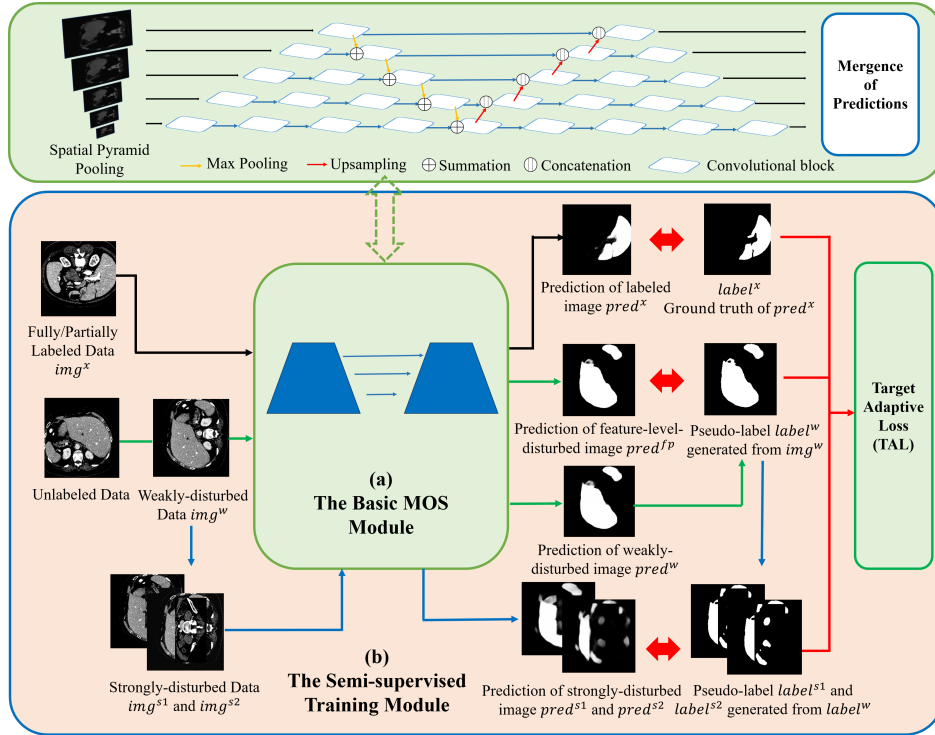 Mergence
of
Predictions
Spatial Pyramid
Pooling
Max Pooling
Upsampling
Summation
Concatenation
Convolutional block
Fully/Partially
Labeled Data
img^x
Unlabeled Data
Weakly-disturbed
Data img^w
Strongly-disturbed Data
img^s1 and img^s2
(a)
The Basic MOS
Module
(b)
The Semi-supervised
Training Module
Prediction of labeled
image pred^x
label^x
Ground truth of pred^x
Prediction of feature-level-
disturbed image pred^fp
Pseudo-label label^w
generated from img^w
Prediction of weakly-
disturbed image pred^w
Prediction of strongly-disturbed
image pred^s1 and pred^s2
Pseudo-label label^s1 and
label^s2 generated from label^w
Target
Adaptive
Loss
(TAL)